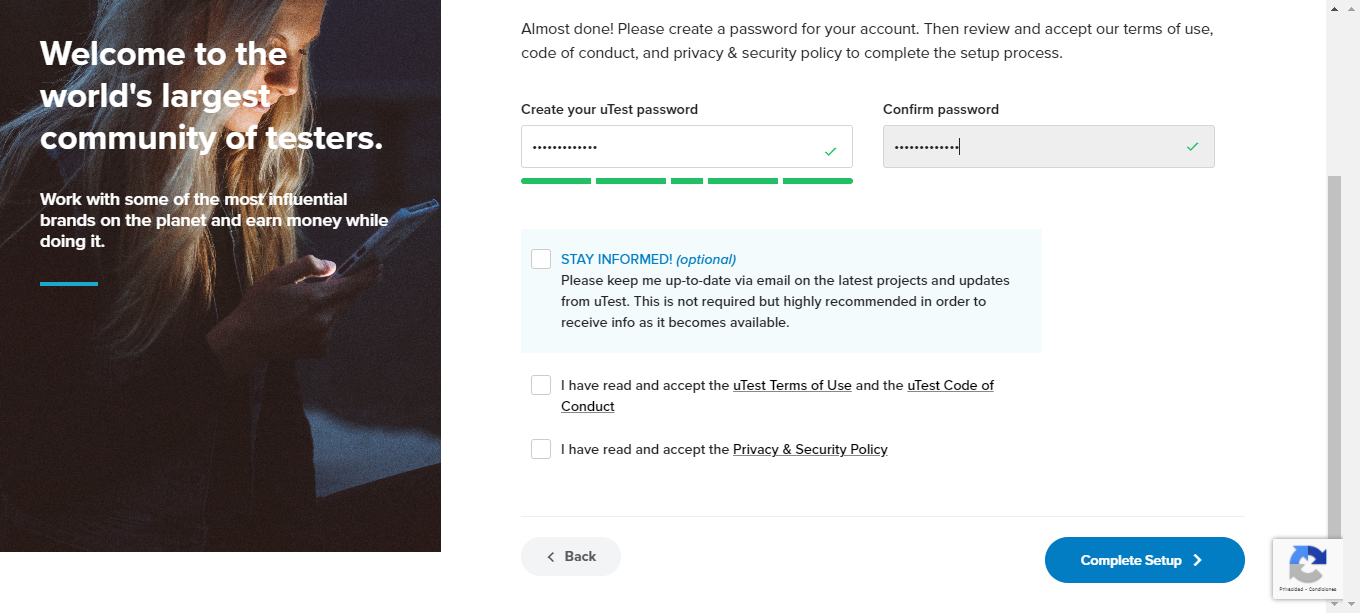 Welcome to the
world's largest
community of testers.
Work with some of the most influential
brands on the planet and earn money while
doing it.
Almost done! Please create a password for your account. Then review and accept our terms of use,
code of conduct, and privacy & security policy to complete the setup process.
Create your uTest password
Confirm password
•••••••••••••
•••••••••••••
STAY INFORMED! (optional)
Please keep me up-to-date via email on the latest projects and updates
from uTest. This is not required but highly recommended in order to
receive info as it becomes available.
I have read and accept the uTest Terms of Use and the uTest Code of
Conduct
I have read and accept the Privacy & Security Policy
Back
Complete Setup
Privacidad - Condiciones